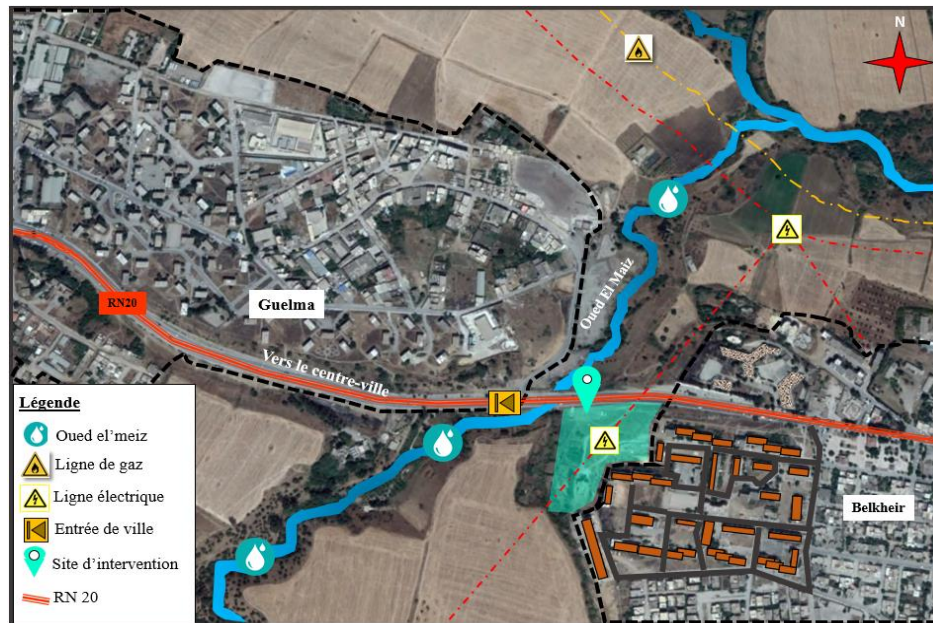 N
Oued El Maiz
RN20
Guelma
Vers le centre-ville
Légende
Oued el’meiz
Ligne de gaz
Ligne électrique
Entrée de ville
Site d’intervention
RN 20
Belkheir